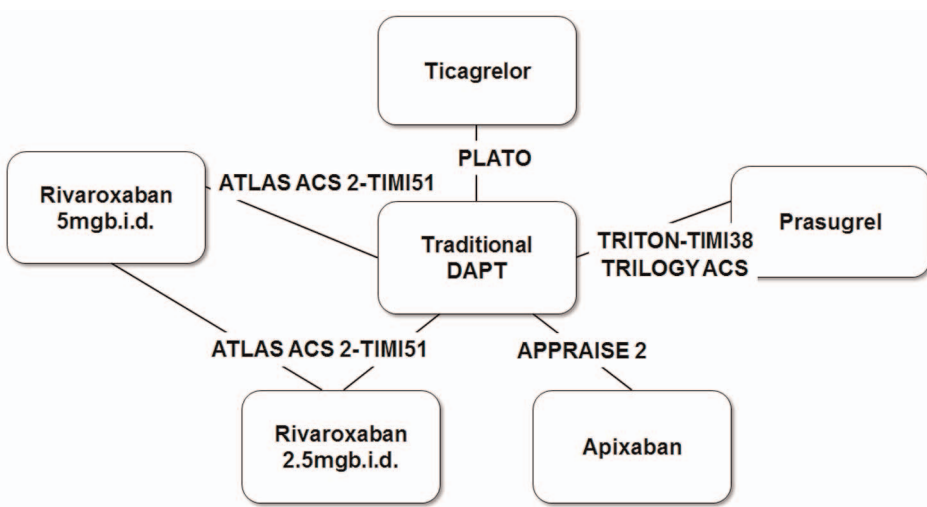 Ticagrelor
PLATO
Rivaroxaban
5mgb.i.d.
ATLAS ACS 2-TIMI51
Traditional
DAPT
TRITON-TIMI38
TRILOGY ACS
Prasugrel
ATLAS ACS 2-TIMI51
APPRAISE 2
Rivaroxaban
2.5mgb.i.d.
Apixaban